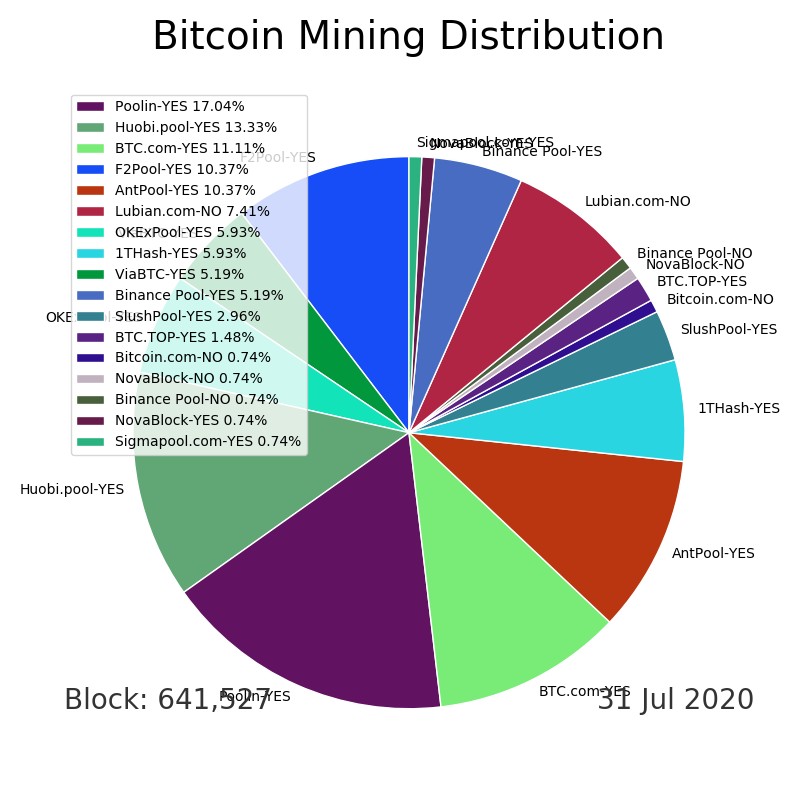 Bitcoin Mining Distribution
Poolin-YES 17.04%
Huobi.pool-YES 13.33%
BTC.com-YES 11.11%
F2Pool-YES 10.37%
AntPool-YES 10.37%
Lubian.com-NO 7.41%
OKExPool-YES 5.93%
1THash-YES 5.93%
ViaBTC-YES 5.19%
Binance Pool-YES 5.19%
SlushPool-YES 2.96%
BTC.TOP-YES 1.48%
Bitcoin.com-NO 0.74%
NovaBlock-NO 0.74%
Binance Pool-NO 0.74%
NovaBlock-YES 0.74%
Sigmapool.com-YES 0.74%
Sigmapool.com-YES
NovaBlock-YES
Binance Pool-YES
F2Pool-YES
Lubian.com-NO
Binance Pool-NO
NovaBlock-NO
BTC.TOP-YES
Bitcoin.com-NO
SlushPool-YES
1THash-YES
Huobi.pool-YES
AntPool-YES
Poolin-YES
BTC.com-YES
Block: 641,527
31 Jul 2020